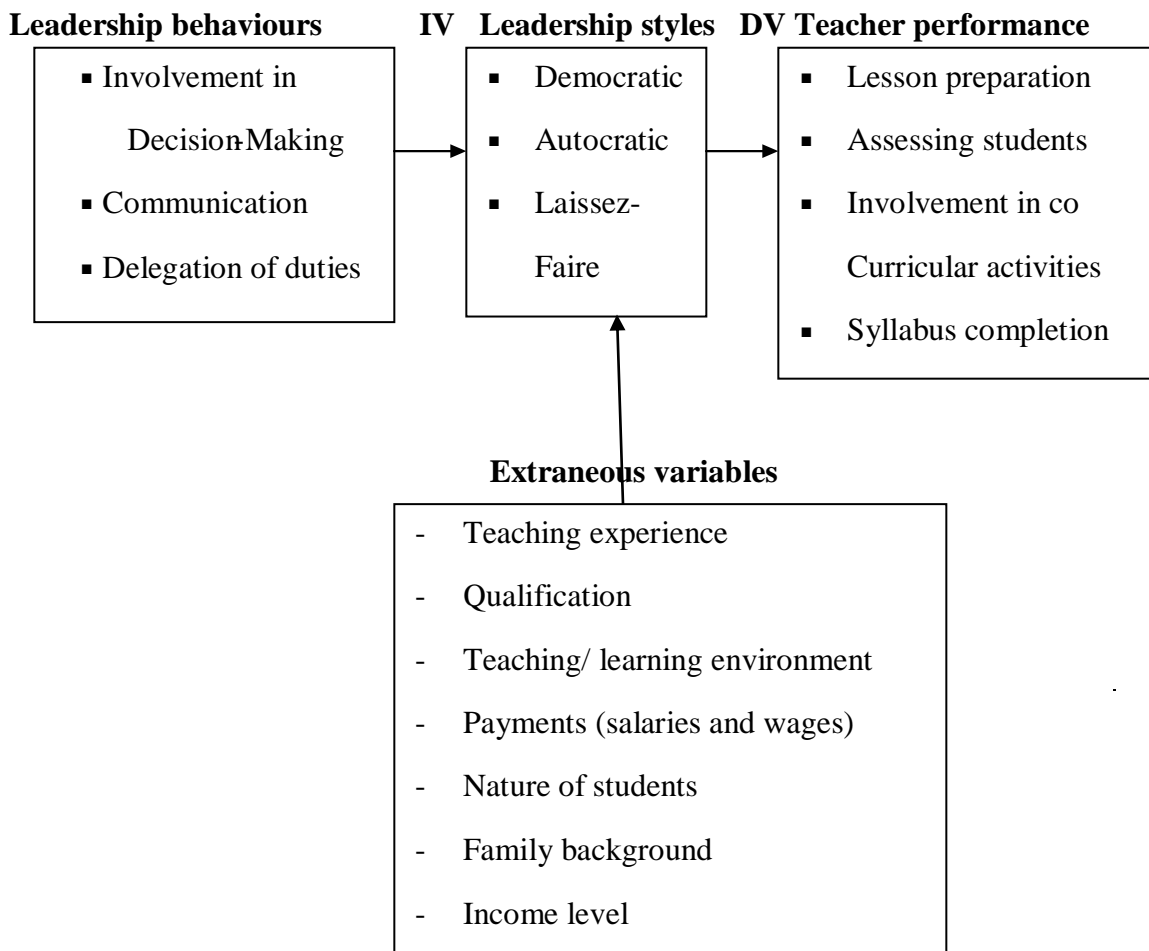 Leadership behaviours
▪ Involvement in
Decision-Making
▪ Communication
▪ Delegation of duties
IV Leadership styles
▪ Democratic
▪ Autocratic
▪ Laissez-
Faire
DV Teacher performance
▪ Lesson preparation
▪ Assessing students
▪ Involvement in co
Curricular activities
▪ Syllabus completion
Extraneous variables
- Teaching experience
- Qualification
- Teaching/ learning environment
- Payments (salaries and wages)
- Nature of students
- Family background
- Income level